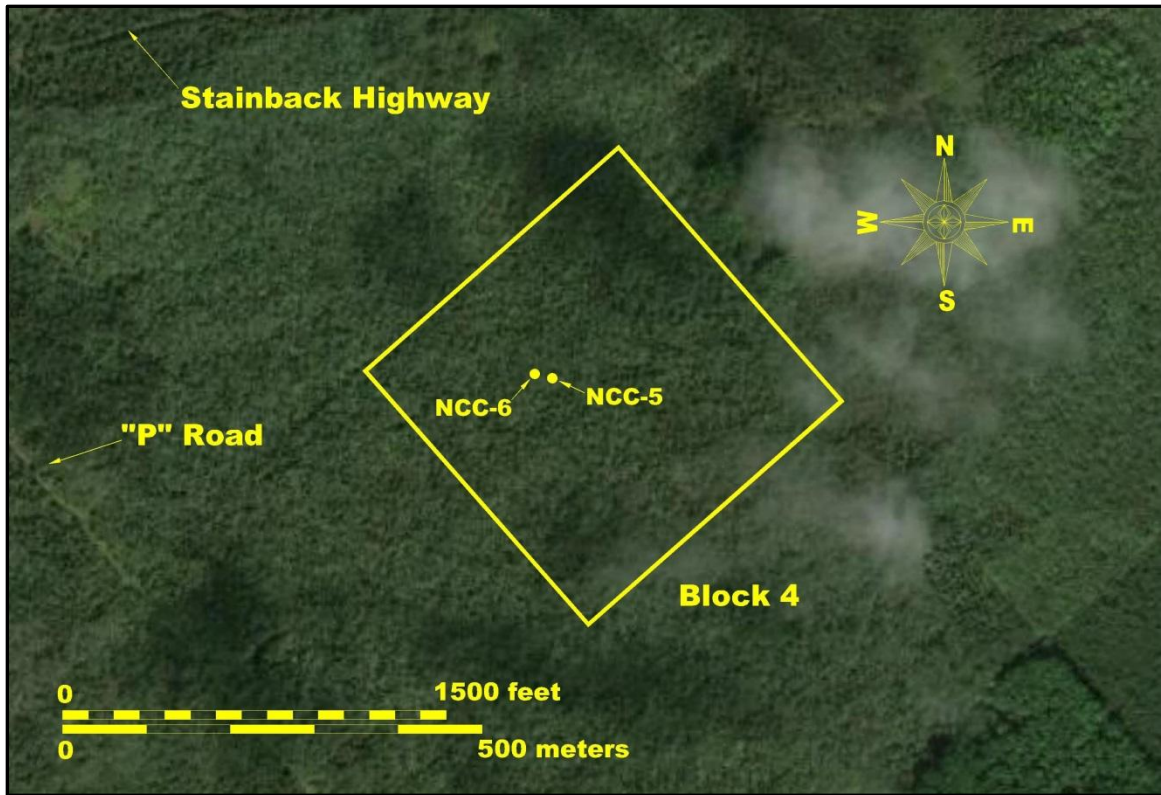 Stainback Highway
N
W
E
S
NCC-6
NCC-5
"P" Road
Block 4
0
1500 feet
0
500 meters